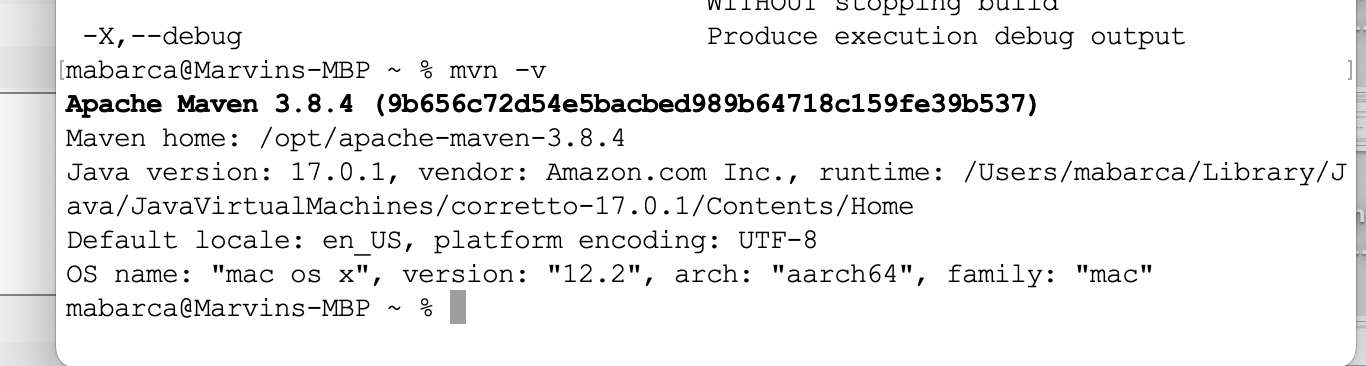 WITHOUT stopping build
-X,--debug Produce execution debug output
[mabarca@Marvins-MBP ~ % mvn -v ]
Apache Maven 3.8.4 (9b656c72d54e5bacbed989b64718c159fe39b537)
Maven home: /opt/apache-maven-3.8.4
Java version: 17.0.1, vendor: Amazon.com Inc., runtime: /Users/mabarca/Library/J
ava/JavaVirtualMachines/corretto-17.0.1/Contents/Home
Default locale: en_US, platform encoding: UTF-8
OS name: "mac os x", version: "12.2", arch: "aarch64", family: "mac"
mabarca@Marvins-MBP ~ %